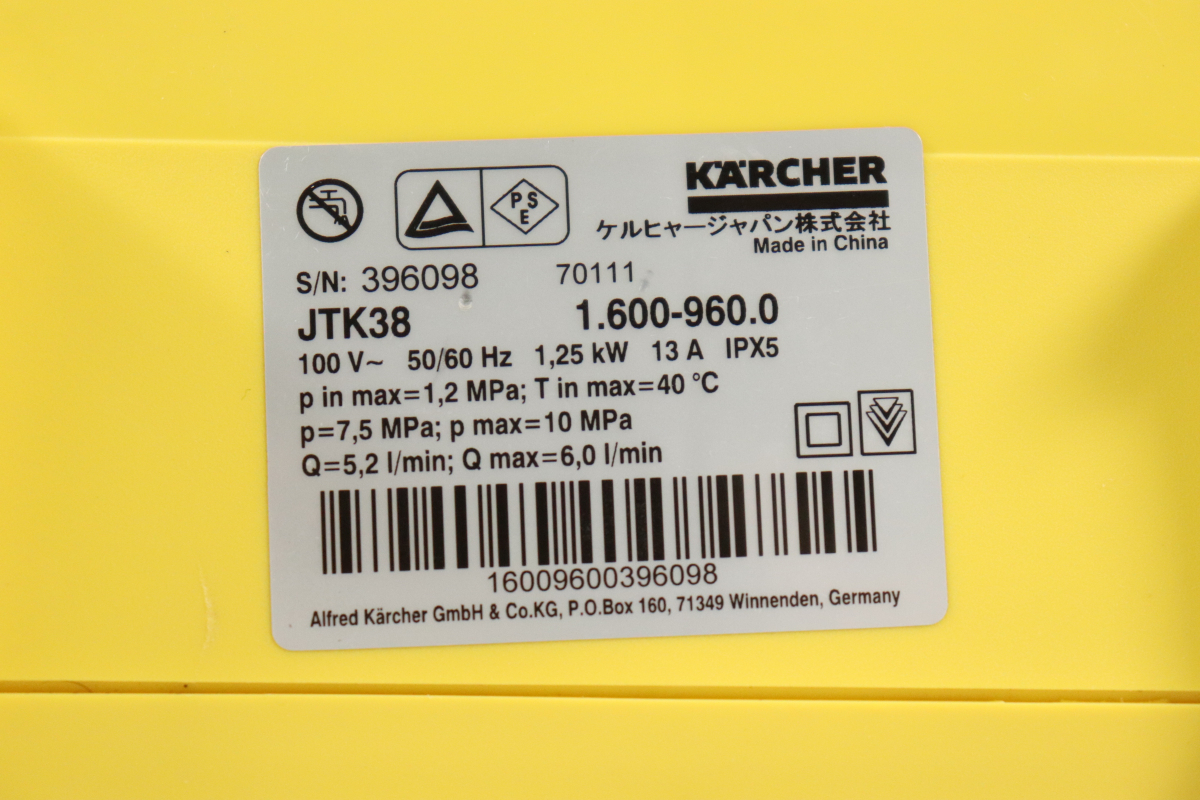 PSE
KÄRCHER
ケルヒャージャパン株式会社
Made in China
S/N: 396098 70111
JTK38 1.600-960.0
100 V~ 50/60 Hz 1,25 kW 13 A IPX5
p in max=1,2 MPa; T in max=40 °C
p=7,5 MPa; p max=10 MPa
Q=5,2 l/min; Q max=6,0 l/min
16009600396098
Alfred Kärcher GmbH & Co.KG, P.O.Box 160, 71349 Winnenden, Germany